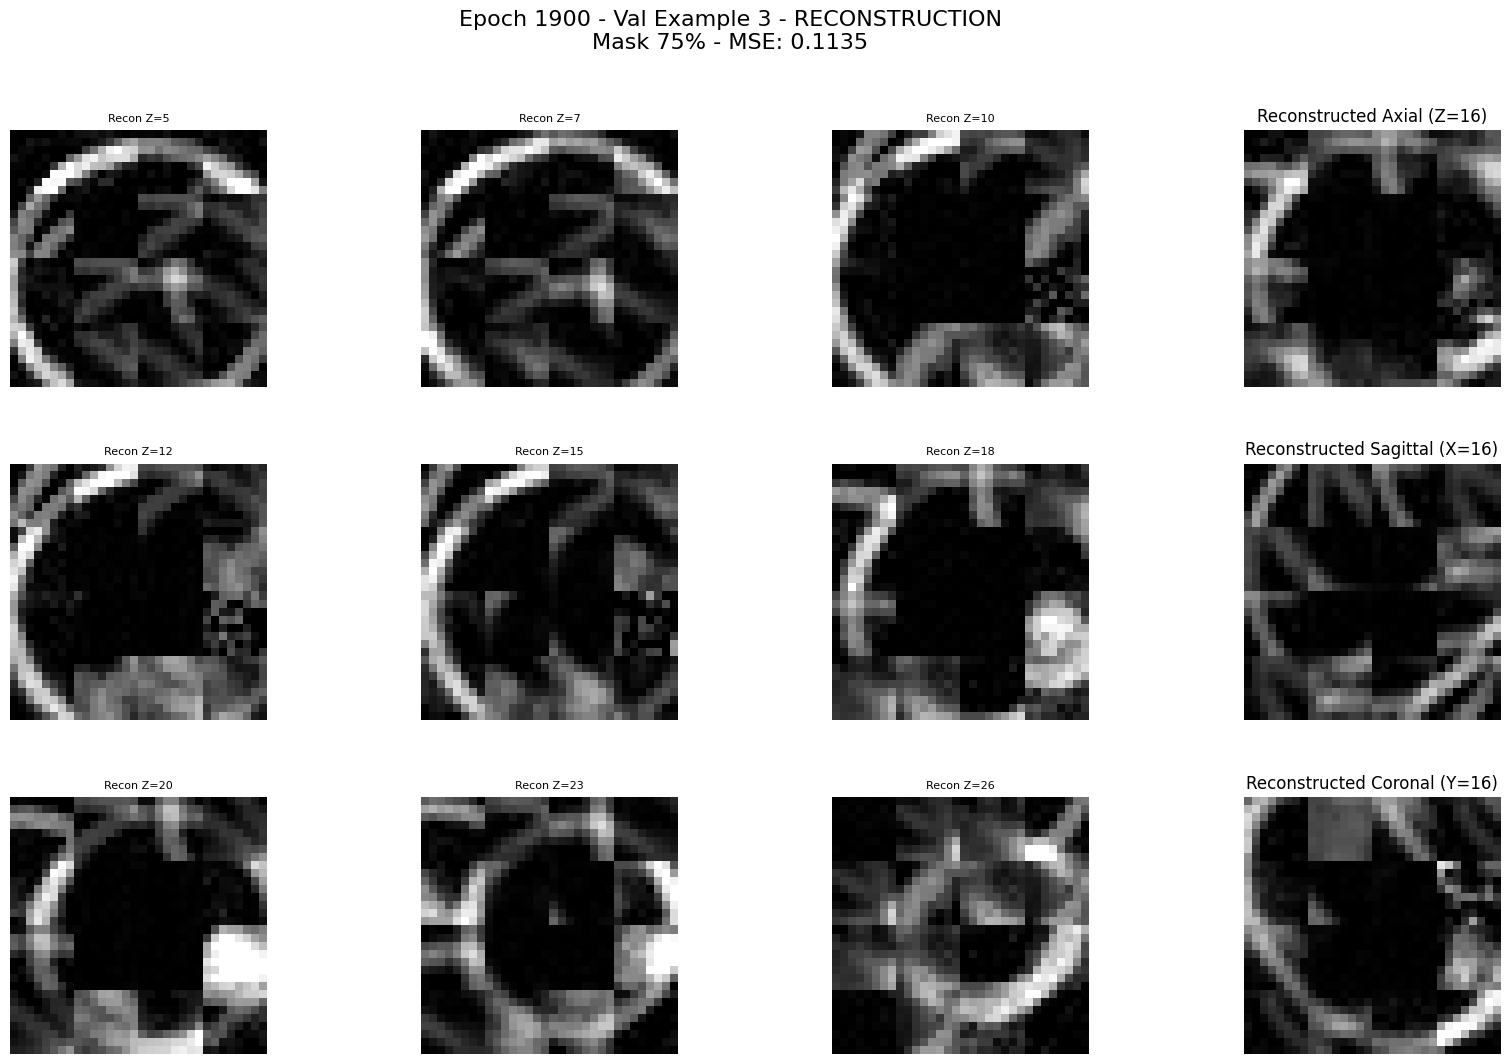 Epoch 1900 - Val Example 3 - RECONSTRUCTION
Mask 75% - MSE: 0.1135
Recon Z=5
Recon Z=7
Recon Z=10
Reconstructed Axial (Z=16)
Recon Z=12
Recon Z=15
Recon Z=18
Reconstructed Sagittal (X=16)
Recon Z=20
Recon Z=23
Recon Z=26
Reconstructed Coronal (Y=16)